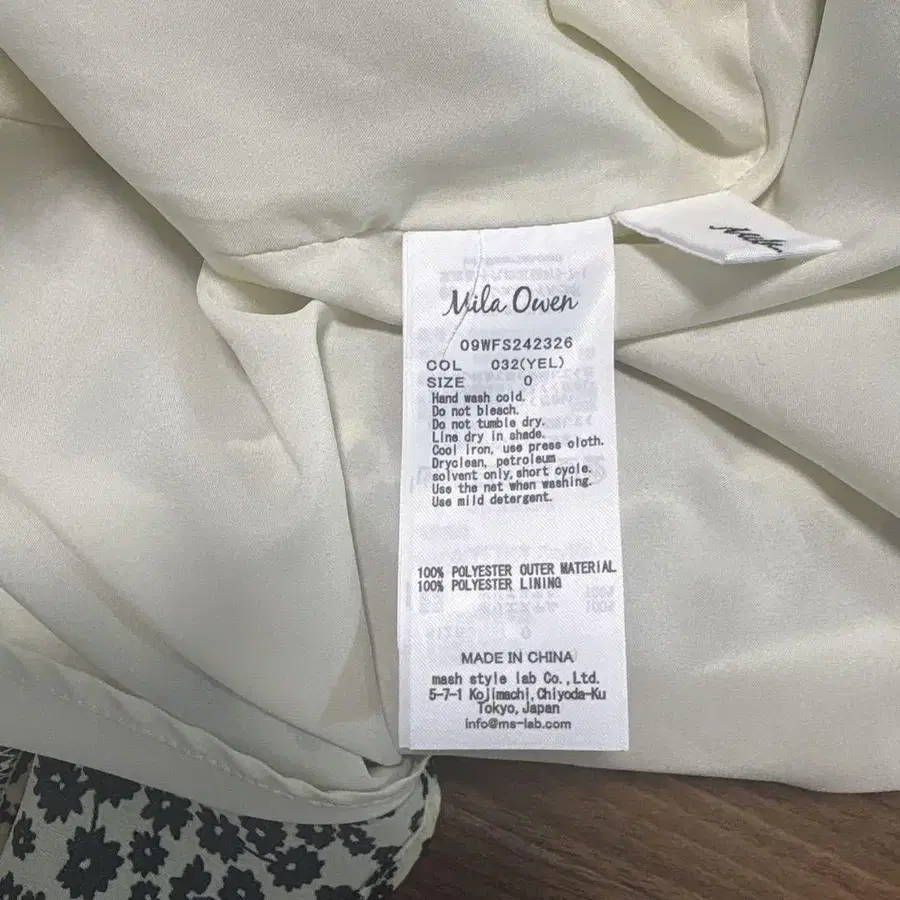 Mila Owen
09WFS242326
COL 032(YEL)
SIZE 0
Hand wash cold.
Do not bleach.
Do not tumble dry.
Line dry in shade.
Cool iron, use press cloth.
Dryclean, petroleum
solvent only, short cycle.
Use the net when washing.
Use mild detergent.
100% POLYESTER OUTER MATERIAL
100% POLYESTER LINING
MADE IN CHINA
mash style lab Co.,Ltd.
5-7-1 Kojimachi,Chiyoda-Ku
Tokyo,Japan
info@ms-lab.com